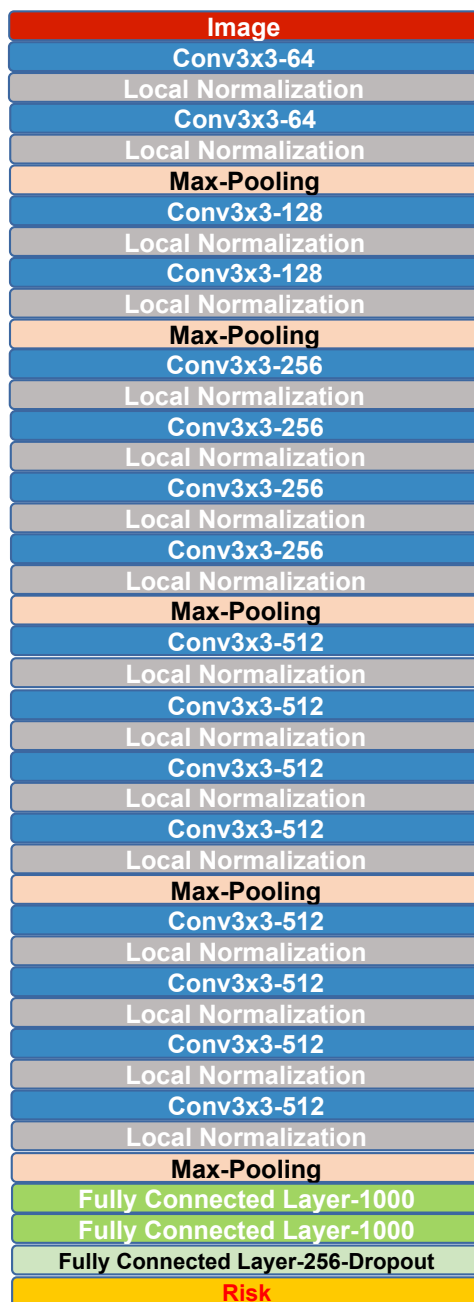 Image
Conv3x3-64
Local Normalization
Conv3x3-64
Local Normalization
Max-Pooling
Conv3x3-128
Local Normalization
Conv3x3-128
Local Normalization
Max-Pooling
Conv3x3-256
Local Normalization
Conv3x3-256
Local Normalization
Conv3x3-256
Local Normalization
Conv3x3-256
Local Normalization
Max-Pooling
Conv3x3-512
Local Normalization
Conv3x3-512
Local Normalization
Conv3x3-512
Local Normalization
Conv3x3-512
Local Normalization
Max-Pooling
Conv3x3-512
Local Normalization
Conv3x3-512
Local Normalization
Conv3x3-512
Local Normalization
Conv3x3-512
Local Normalization
Max-Pooling
Fully Connected Layer-1000
Fully Connected Layer-1000
Fully Connected Layer-256-Dropout
Risk